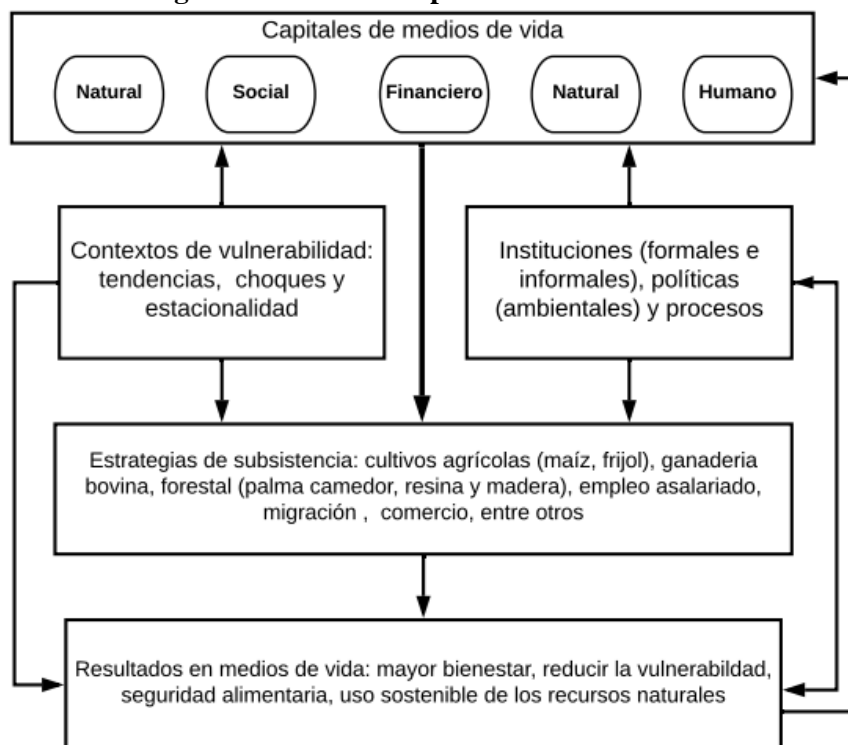 Capitales de medios de vida
Natural
Social
Financiero
Natural
Humano
Contextos de vulnerabilidad:
tendencias, choques y
estacionalidad
Instituciones (formales e
informales), políticas
(ambientales) y procesos
Estrategias de subsistencia: cultivos agrícolas (maíz, frijol), ganaderia
bovina, forestal (palma camedor, resina y madera), empleo asalariado,
migración , comercio, entre otros
Resultados en medios de vida: mayor bienestar, reducir la vulnerabildad,
seguridad alimentaria, uso sostenible de los recursos naturales